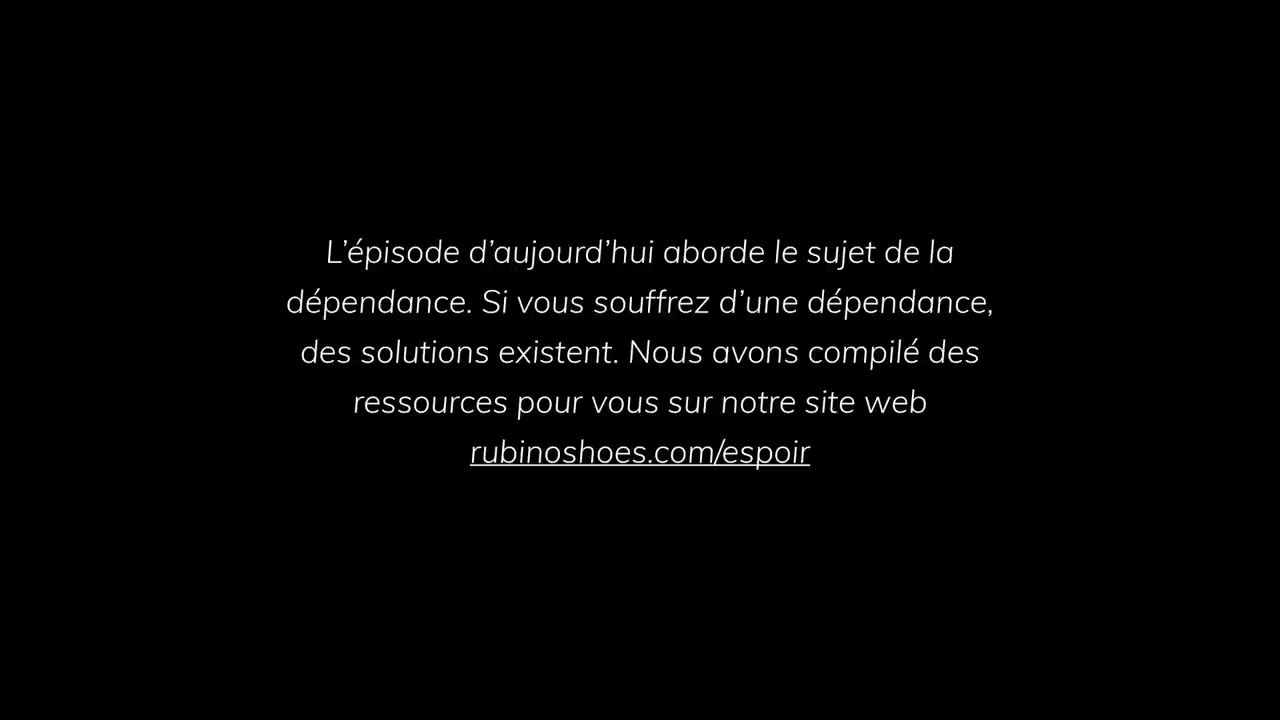 L’épisode d’aujourd’hui aborde le sujet de la
dépendance. Si vous souffrez d’une dépendance,
des solutions existent. Nous avons compilé des
ressources pour vous sur notre site web
rubinoshoes.com/espoir